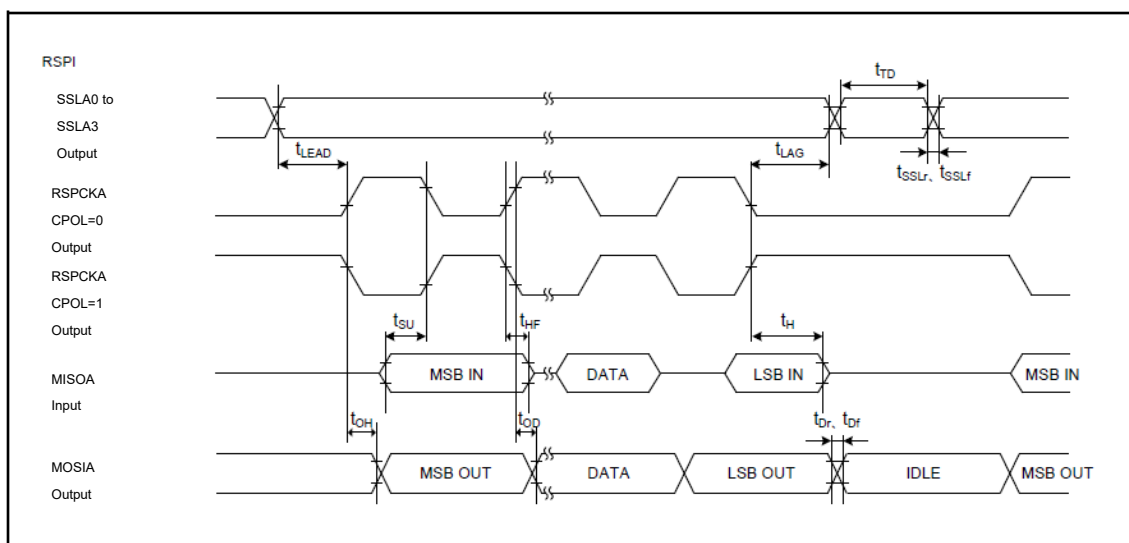 RSPI
SSLA0 to
SSLA3
Output
tTD
tLEAD
tLAG
tSSLr、tSSLf
RSPCKA
CPOL=0
Output
RSPCKA
CPOL=1
Output
tSU
tHF
tH
MISOA
Input
MSB IN
DATA
LSB IN
MSB IN
tOH
tOD
tDr、tDf
MOSIA
Output
MSB OUT
DATA
LSB OUT
IDLE
MSB OUT